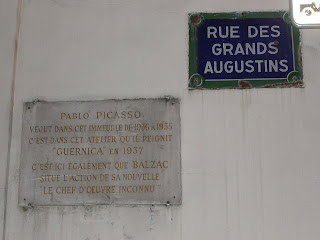 RUE DES
GRANDS
AUGUSTINS
PABLO PICASSO
VECUT DANS CET IMMEUBLE DE 1936 A 1955
C'EST DANS CET ATELIER QU'IL PEIGNIT
"GUERNICA" EN 1937
C'EST ICI EGALEMENT QUE BALZAC
SITUE L'ACTION DE SA NOUVELLE
"LE CHEF D'ŒUVRE INCONNU"